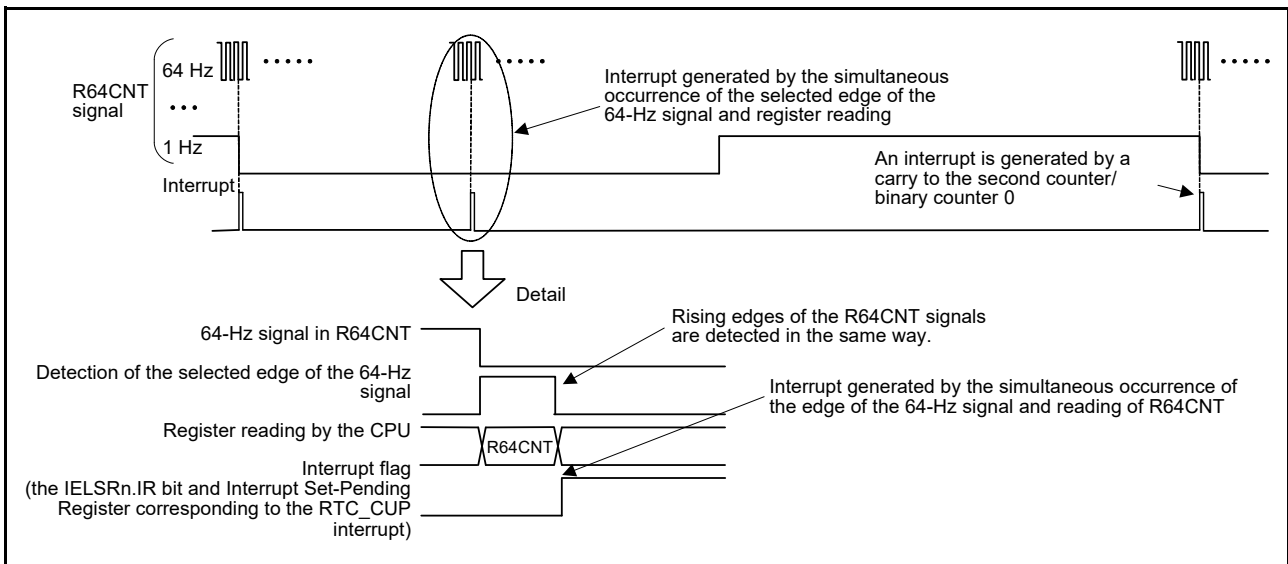 64 Hz
R64CNT
signal
• • •
1 Hz
Interrupt
Interrupt generated by the simultaneous
occurrence of the selected edge of the
64-Hz signal and register reading
An interrupt is generated by a
carry to the second counter/
binary counter 0
Detail
64-Hz signal in R64CNT
Rising edges of the R64CNT signals
are detected in the same way.
Detection of the selected edge of the 64-Hz
signal
Interrupt generated by the simultaneous occurrence of
the edge of the 64-Hz signal and reading of R64CNT
Register reading by the CPU
R64CNT
Interrupt flag
(the IELSRn.IR bit and Interrupt Set-Pending
Register corresponding to the RTC_CUP
interrupt)